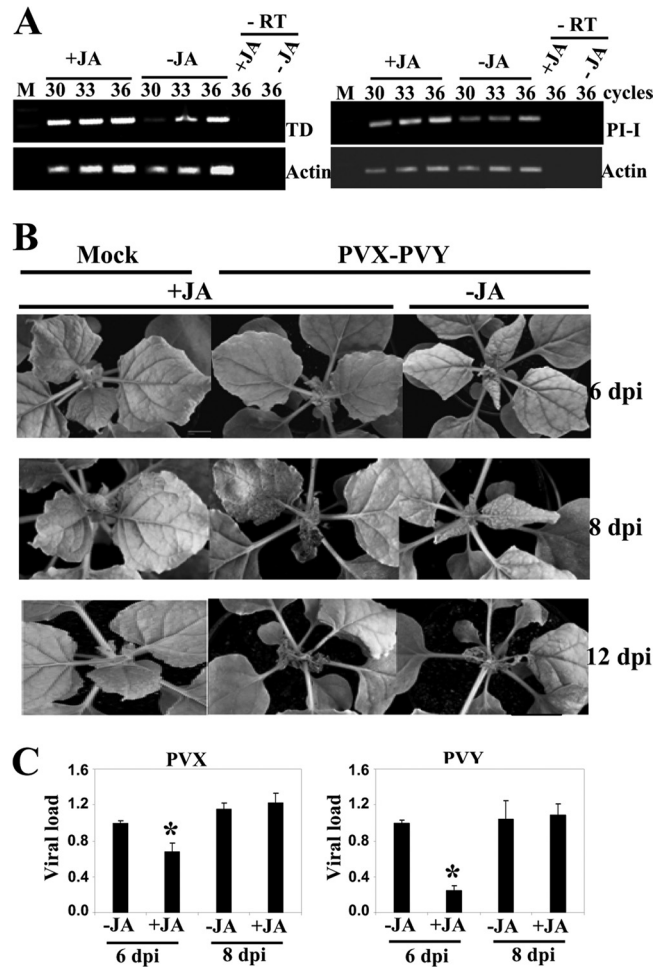 A
- RT
+JA
-JA
+JA
- JA
M 30 33 36 30 33 36 36 36
TD
Actin
- RT
+JA
-JA
+JA
- JA
M 30 33 36 30 33 36 36 36 cycles
PI-I
Actin
B
Mock PVX-PVY
+JA -JA
6 dpi
8 dpi
12 dpi
C
PVX
Viral load
1.6
1.2
0.8
0.4
0.0
*
-JA +JA -JA +JA
6 dpi 8 dpi
PVY
Viral load
1.6
1.2
0.8
0.4
0.0
*
-JA +JA -JA +JA
6 dpi 8 dpi